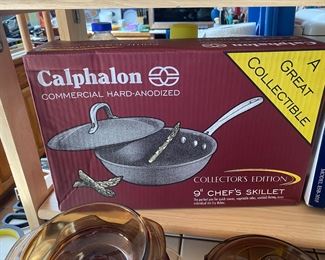 Calphalon
COMMERCIAL HARD-ANODIZED
A
GREAT
COLLECTIBLE
COLLECTOR'S EDITION
9" CHEF'S SKILLET